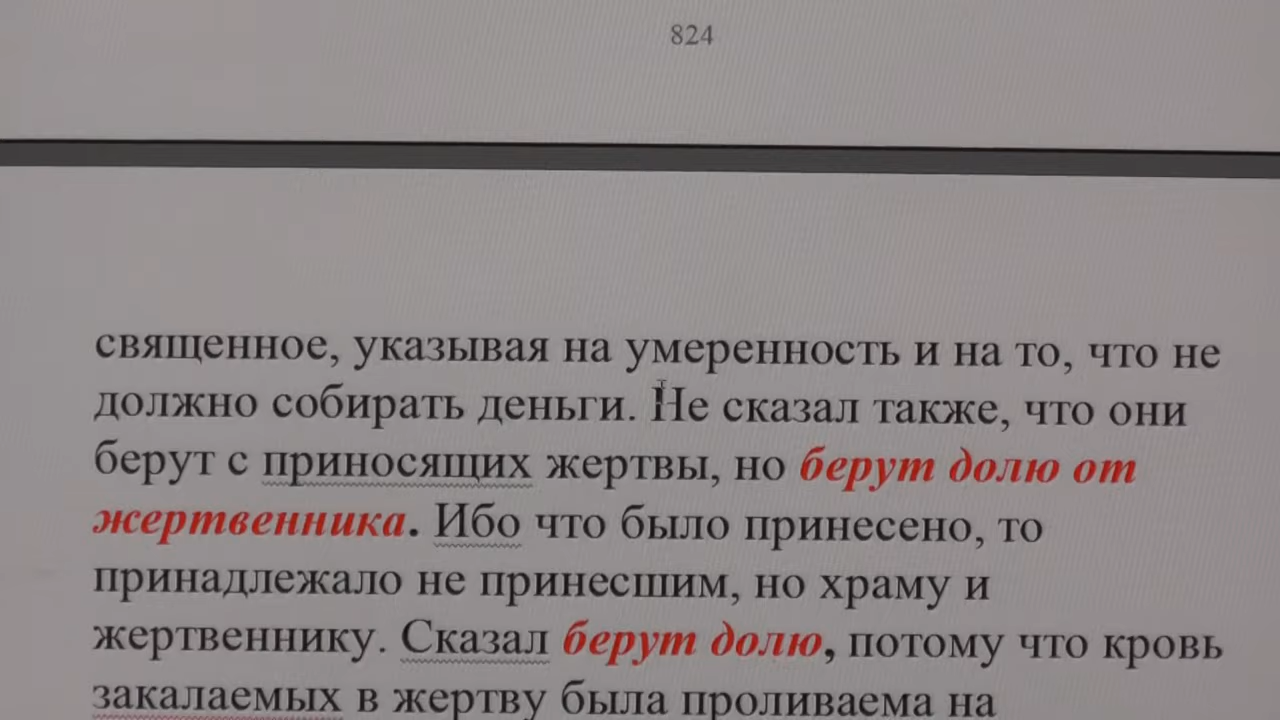 824
священное, указывая на умеренность и на то, что не
должно собирать деньги. Не сказал также, что они
берут с приносящих жертвы, но берут долю от
жертвенника. Ибо что было принесено, то
принадлежало не принесшим, но храму и
жертвеннику. Сказал берут долю, потому что кровь
закалаемых в жертву была проливаема на